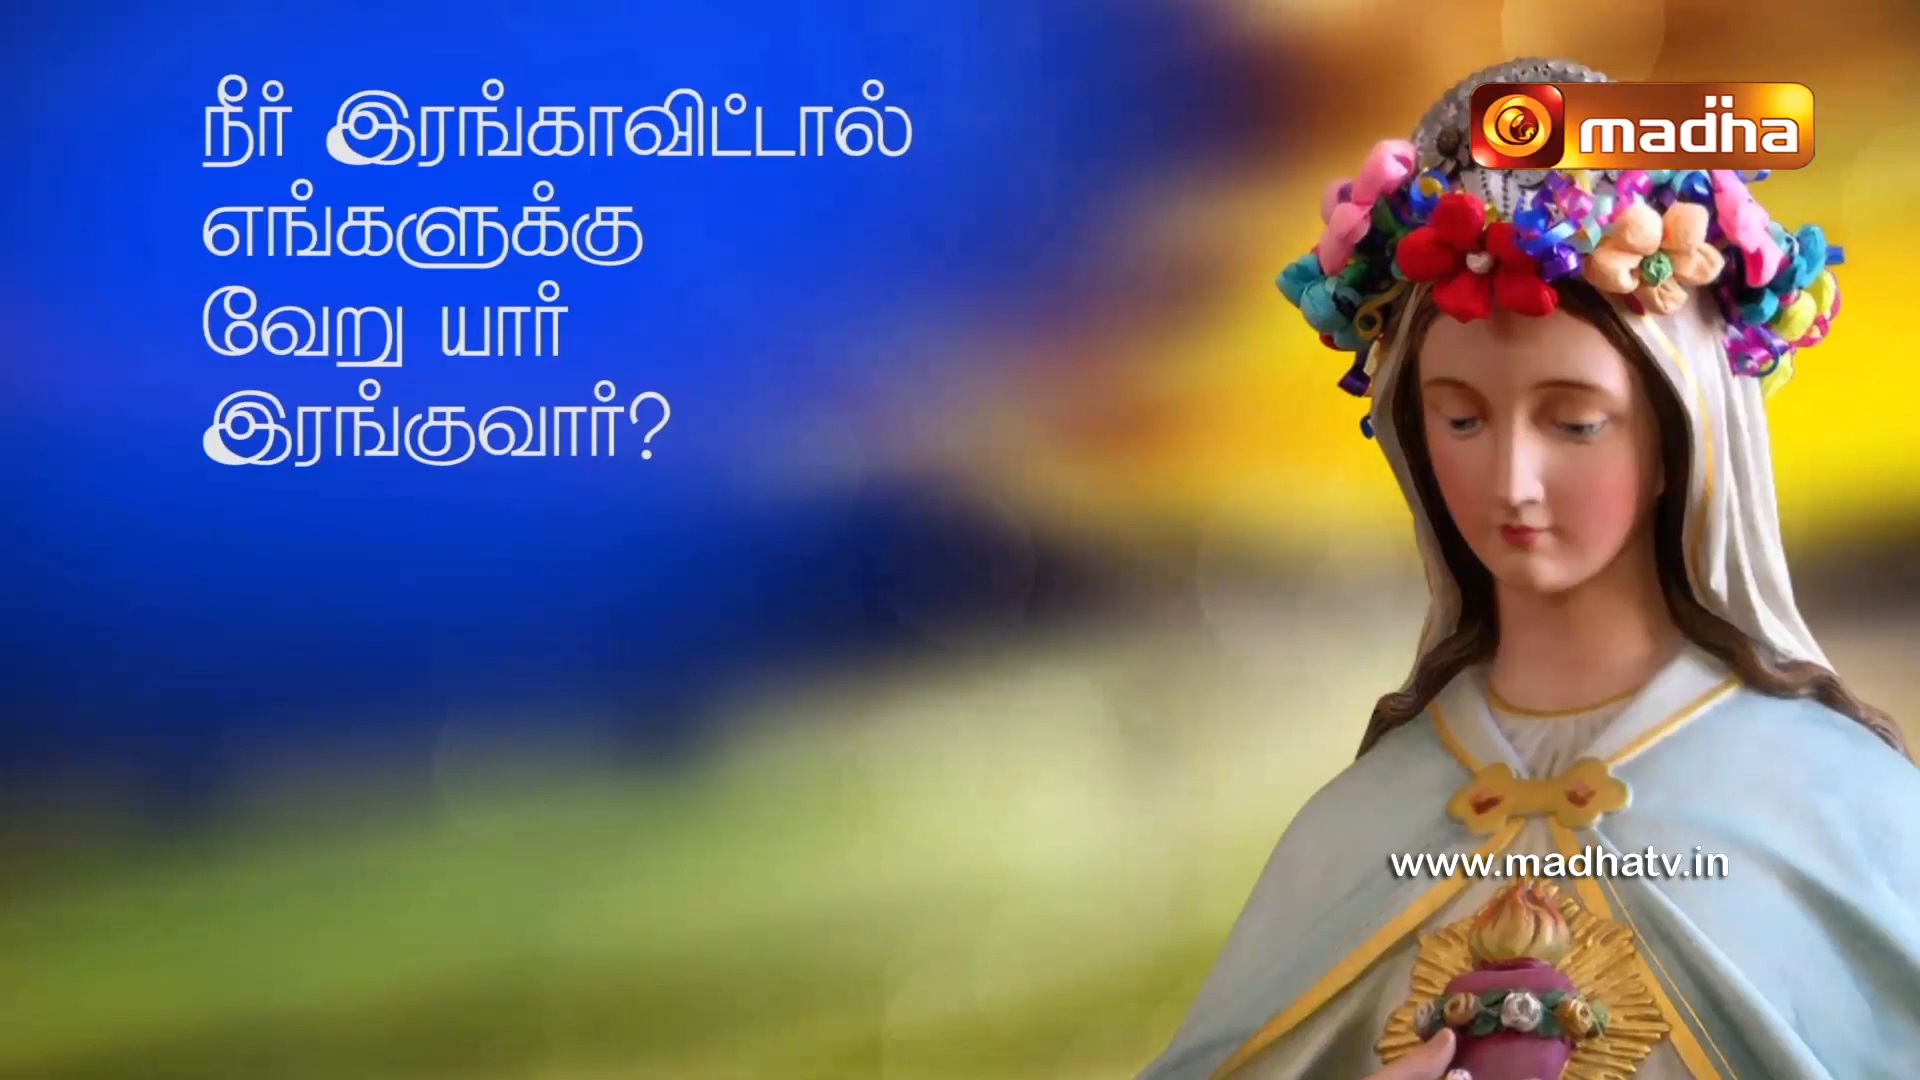 நீர் இரங்காவிட்டால்
எங்களுக்கு
வேறு யார்
இரங்குவார்?
madha
www.madhatv.in